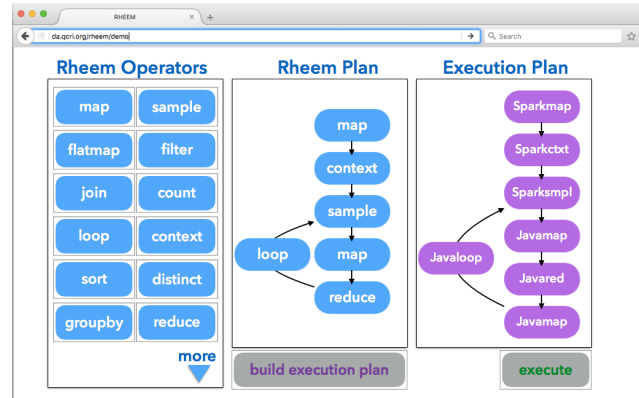 RHEEM
da.qcri.org/rheem/demo
Search
Rheem Operators
map sample
flatmap filter
join count
loop context
sort distinct
groupby reduce
more
Rheem Plan
map
context
sample
loop
map
reduce
build execution plan
Execution Plan
Sparkmap
Sparkctxt
Sparksmpl
Javamap
Javaloop
Javared
Javamap
execute